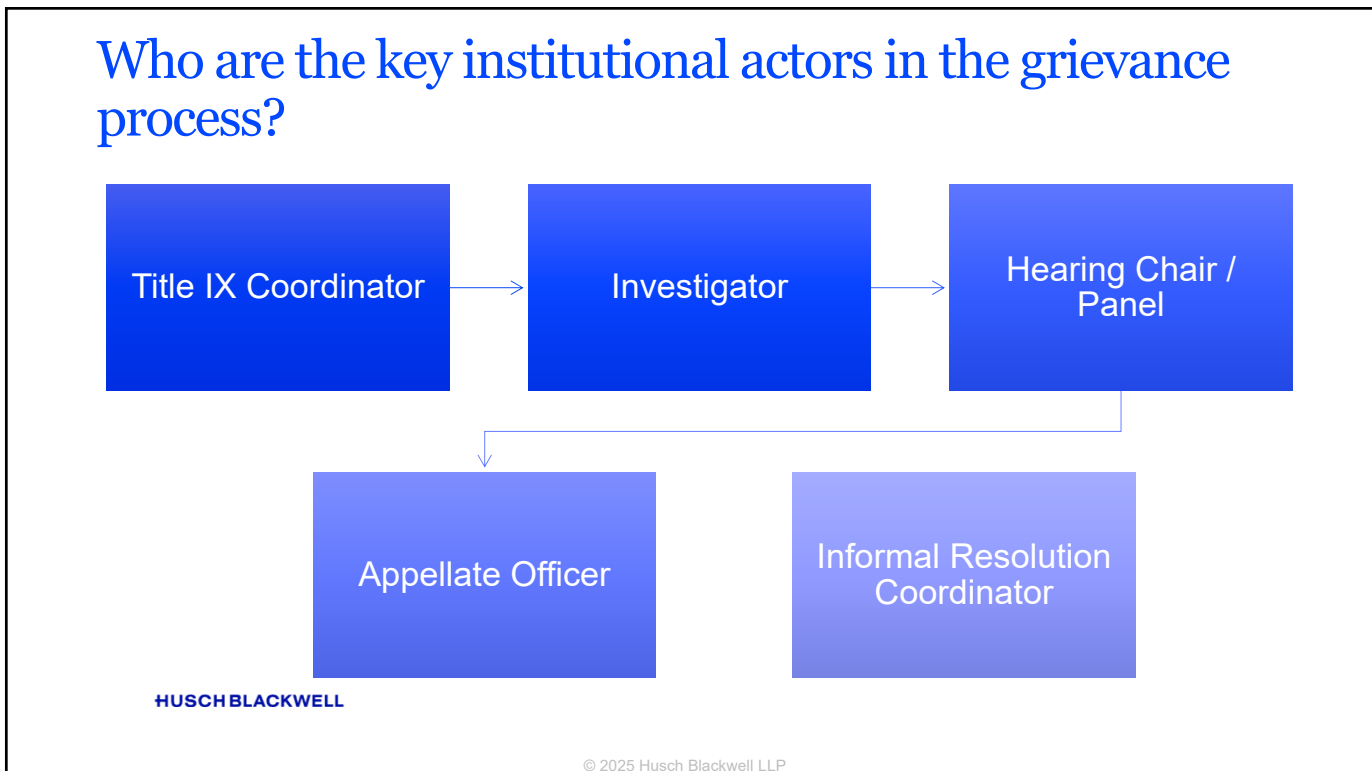 Who are the key institutional actors in the grievance
process?
Title IX Coordinator
Investigator
Hearing Chair /
Panel
Appellate Officer
Informal Resolution
Coordinator
HUSCH BLACKWELL
© 2025 Husch Blackwell LLP